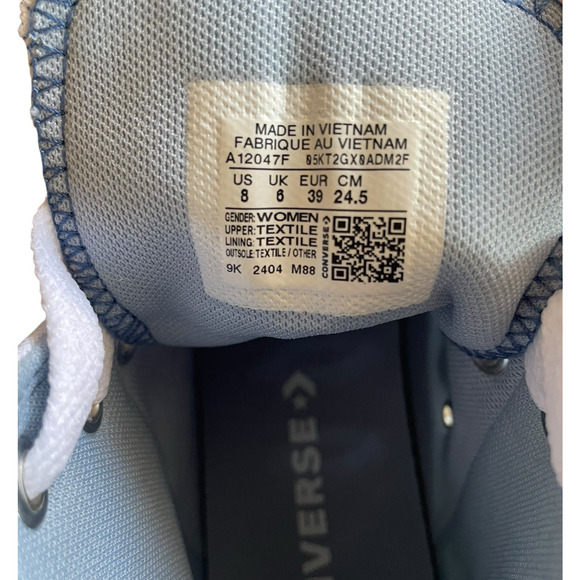 MADE IN VIETNAM
FABRIQUE AU VIETNAM
A12047F 05KT2GX0ADM2F
US UK EUR CM
8 6 39 24.5
GENDER: WOMEN
UPPER: TEXTILE
LINING: TEXTILE
OUTSOLE: TEXTILE / OTHER
9K 2404 M88
CONVERSE
CONVERSE